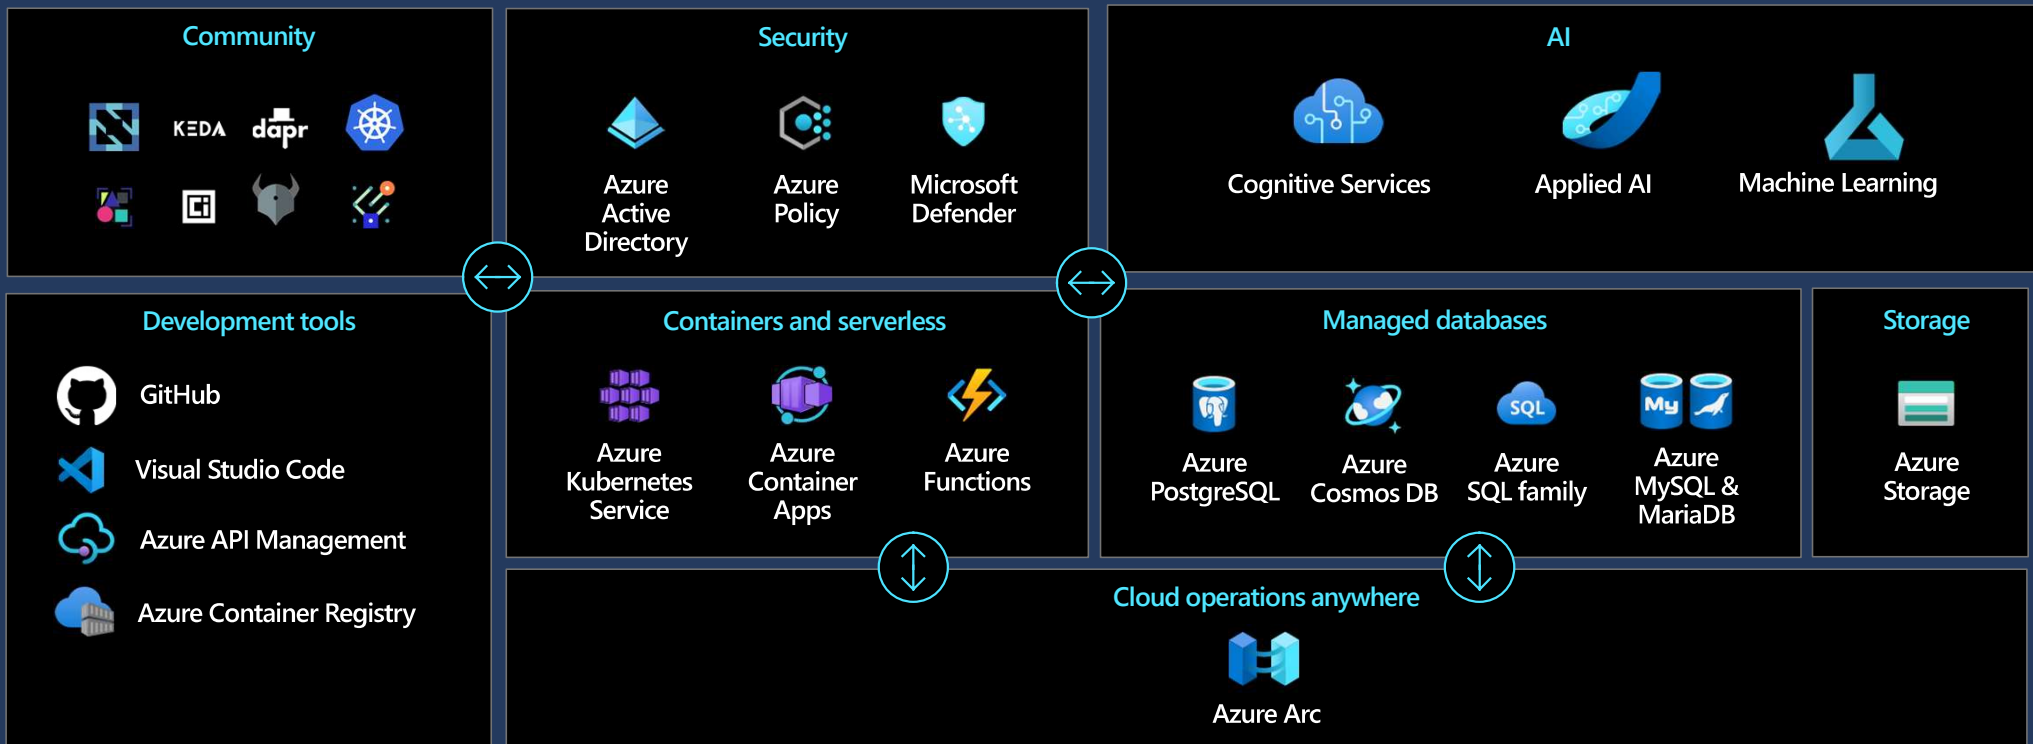 Community
KEDA
dapr
Ci
Security
Azure
Active
Directory
Azure
Policy
Microsoft
Defender
AI
Cognitive Services
Applied AI
Machine Learning
Development tools
GitHub
Visual Studio Code
Azure API Management
Azure Container Registry
Containers and serverless
Azure
Kubernetes
Service
Azure
Container
Apps
Azure
Functions
Managed databases
Azure
PostgreSQL
Azure
Cosmos DB
SQL
Azure
SQL family
My
Azure
MySQL &
MariaDB
Storage
Azure
Storage
Cloud operations anywhere
Azure Arc